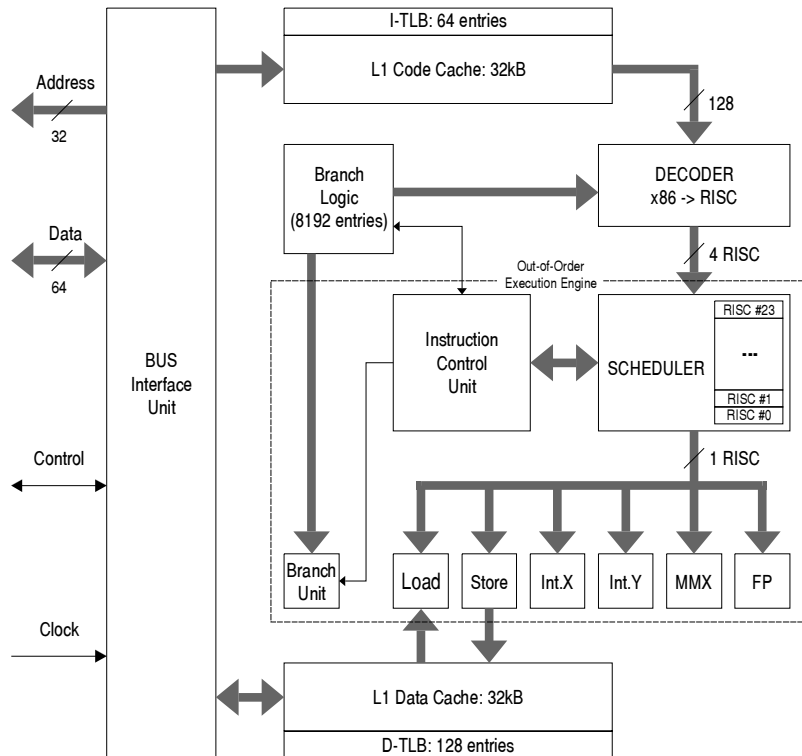 I-TLB: 64 entries
L1 Code Cache: 32kB
Address
32
128
Branch
Logic
(8192 entries)
DECODER
x86 -> RISC
Data
64
4 RISC
Out-of-Order
Execution Engine
BUS
Interface
Unit
Instruction
Control
Unit
SCHEDULER
RISC #23
...
RISC #1
RISC #0
Control
1 RISC
Branch
Unit
Load
Store
Int.X
Int.Y
MMX
FP
Clock
L1 Data Cache: 32kB
D-TLB: 128 entries